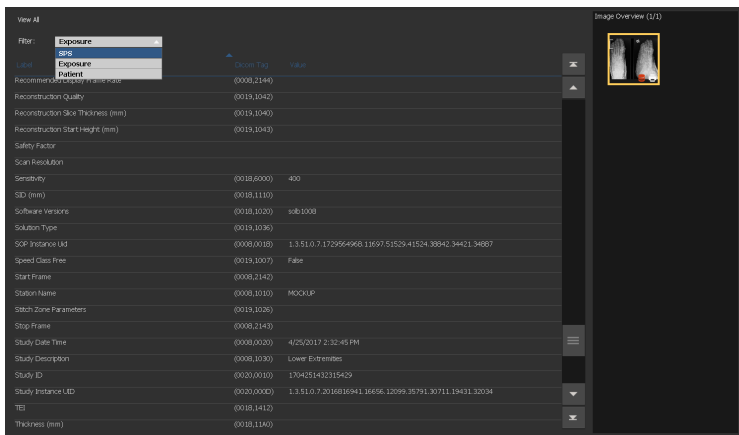 View All
Image Overview (1/1)
Filter: Exposure
SPS
Exposure
Patient
Label Dicom Tag Value
Recommended Display Frame Rate (0008,2144)
Reconstruction Quality (0019,1042)
Reconstruction Slice Thickness (mm) (0019,1040)
Reconstruction Start Height (mm) (0019,1043)
Safety Factor
Scan Resolution
Sensitivity (0018,6000) 400
SID (mm) (0018,1110)
Software Versions (0018,1020) solb1008
Solution Type (0019,1036)
SOP Instance Uid (0008,0018) 1.3.51.0.7.1729564968.11697.51529.41524.38842.34421.34887
Speed Class Free (0019,1007) False
Start Frame (0008,2142)
Station Name (0008,1010) MOCKUP
Stitch Zone Parameters (0019,1026)
Stop Frame (0008,2143)
Study Date Time (0008,0020) 4/25/2017 2:32:45 PM
Study Description (0008,1030) Lower Extremities
Study ID (0020,0010) 1704251432315429
Study Instance UID (0020,000D) 1.3.51.0.7.2016816941.16656.12099.35791.30711.19431.32034
TEI (0018,1412)
Thickness (mm) (0018,11A0)